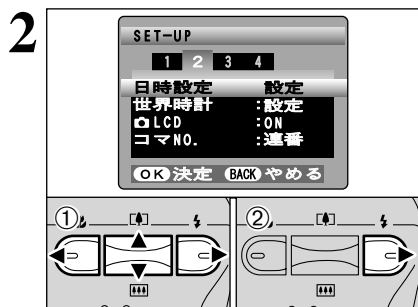 2
SET-UP
1 2 3 4
日時設定 設定
世界時計 :設定
LCD :ON
コマNO. :連番
OK 決定 BACK やめる
① ②